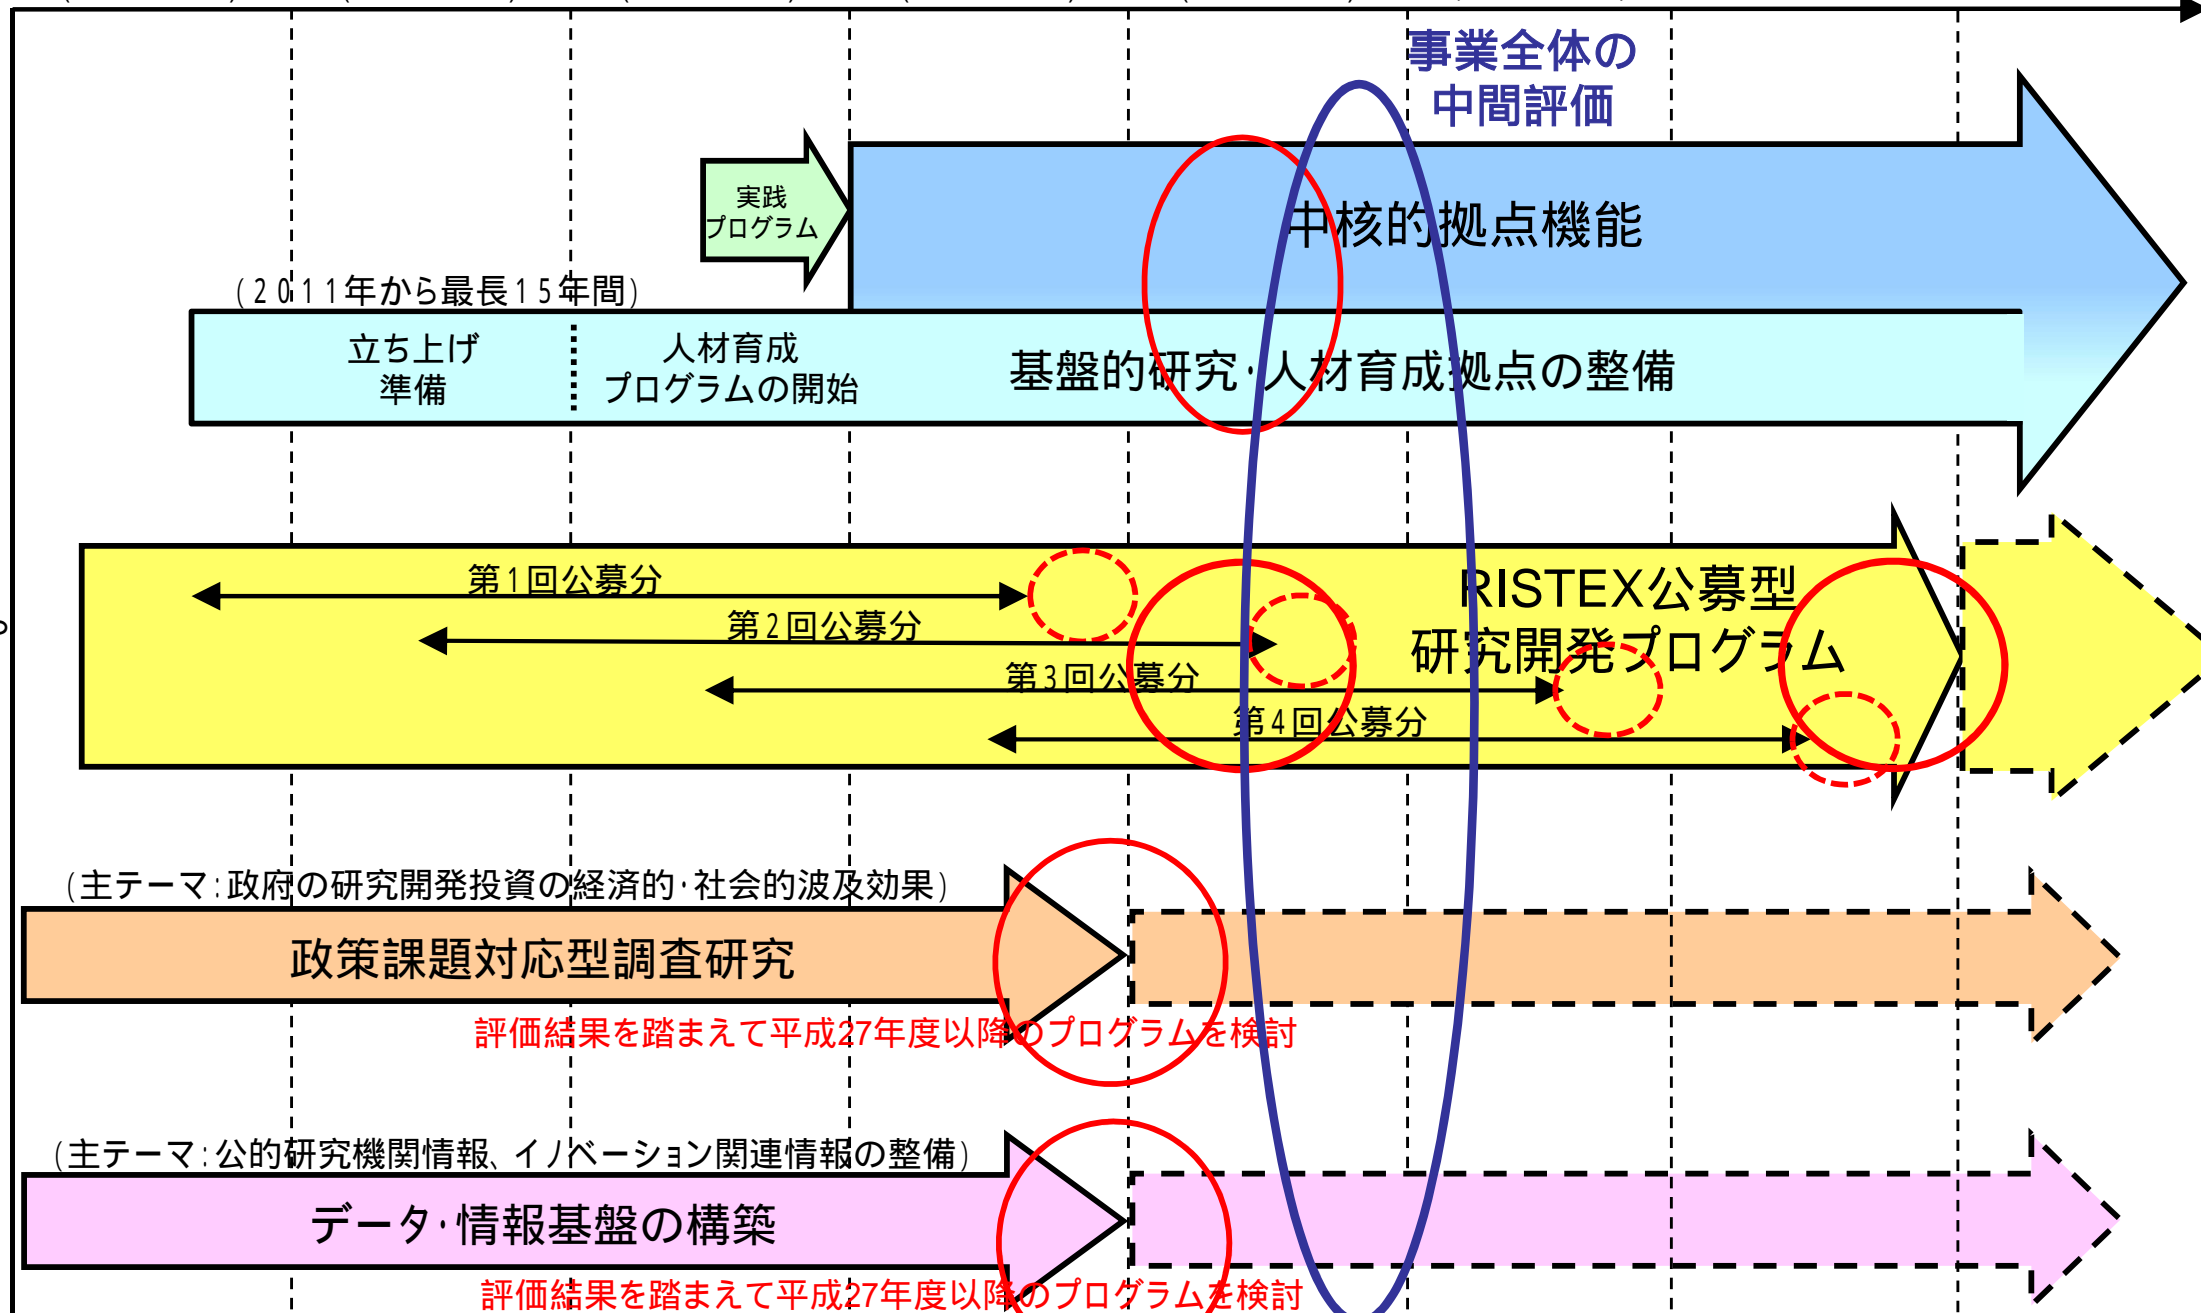 事業全体の
中間評価
実践
プログラム
中核的拠点機能
(2011年から最長15年間)
立ち上げ
準備
人材育成
プログラムの開始
基盤的研究・人材育成拠点の整備
第1回公募分
第2回公募分
第3回公募分
第4回公募分
RISTEX公募型
研究開発プログラム
(主テーマ:政府の研究開発投資の経済的・社会的波及効果)
政策課題対応型調査研究
評価結果を踏まえて平成27年度以降のプログラムを検討
(主テーマ:公的研究機関情報、イノベーション関連情報の整備)
データ・情報基盤の構築
評価結果を踏まえて平成27年度以降のプログラムを検討